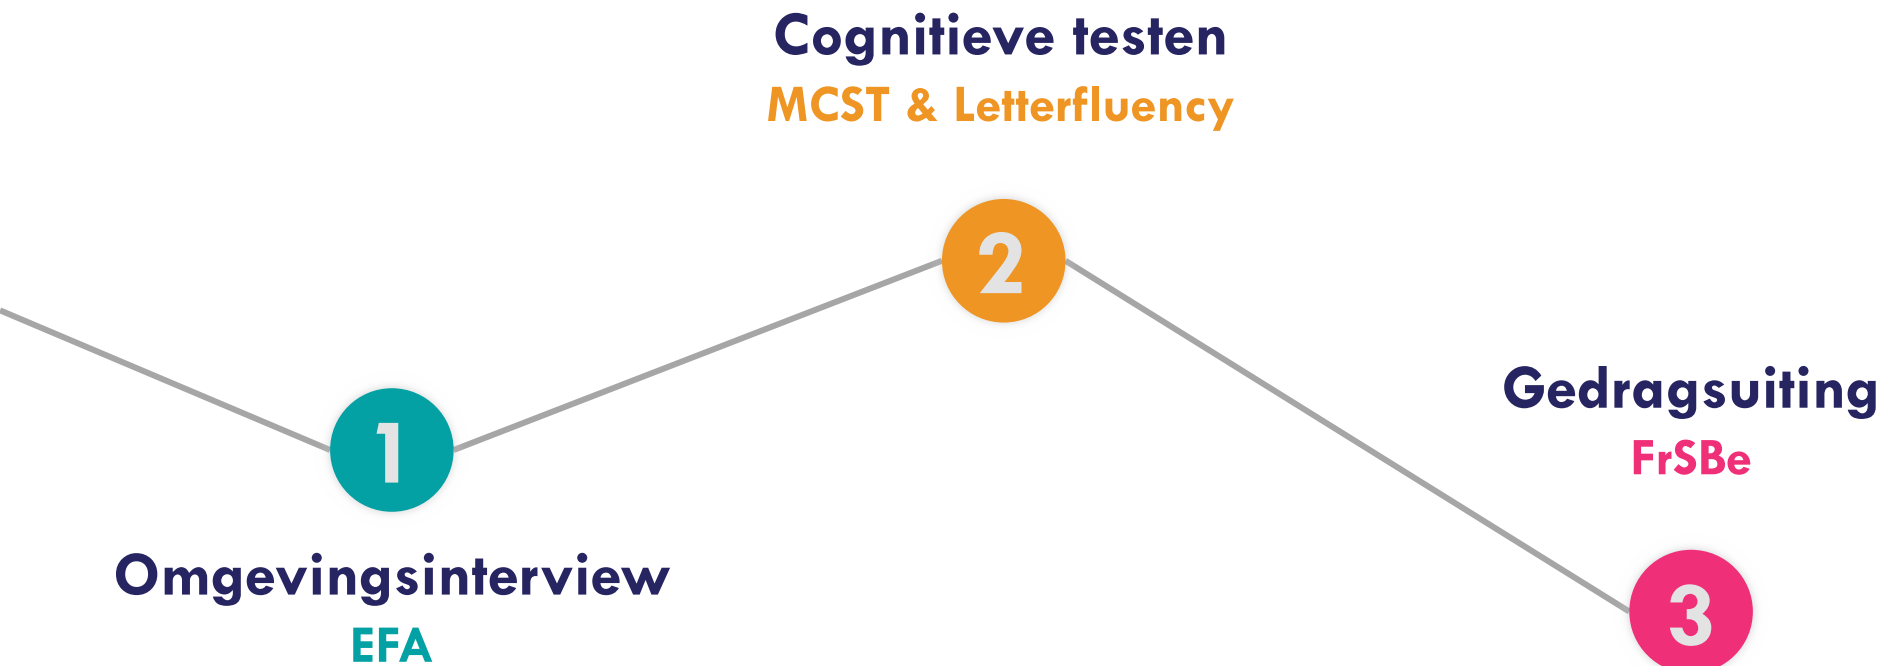 Cognitieve testen
MCST & Letterfluency
2
1
Omgevingsinterview
EFA
Gedragsuiting
FrSBe
3